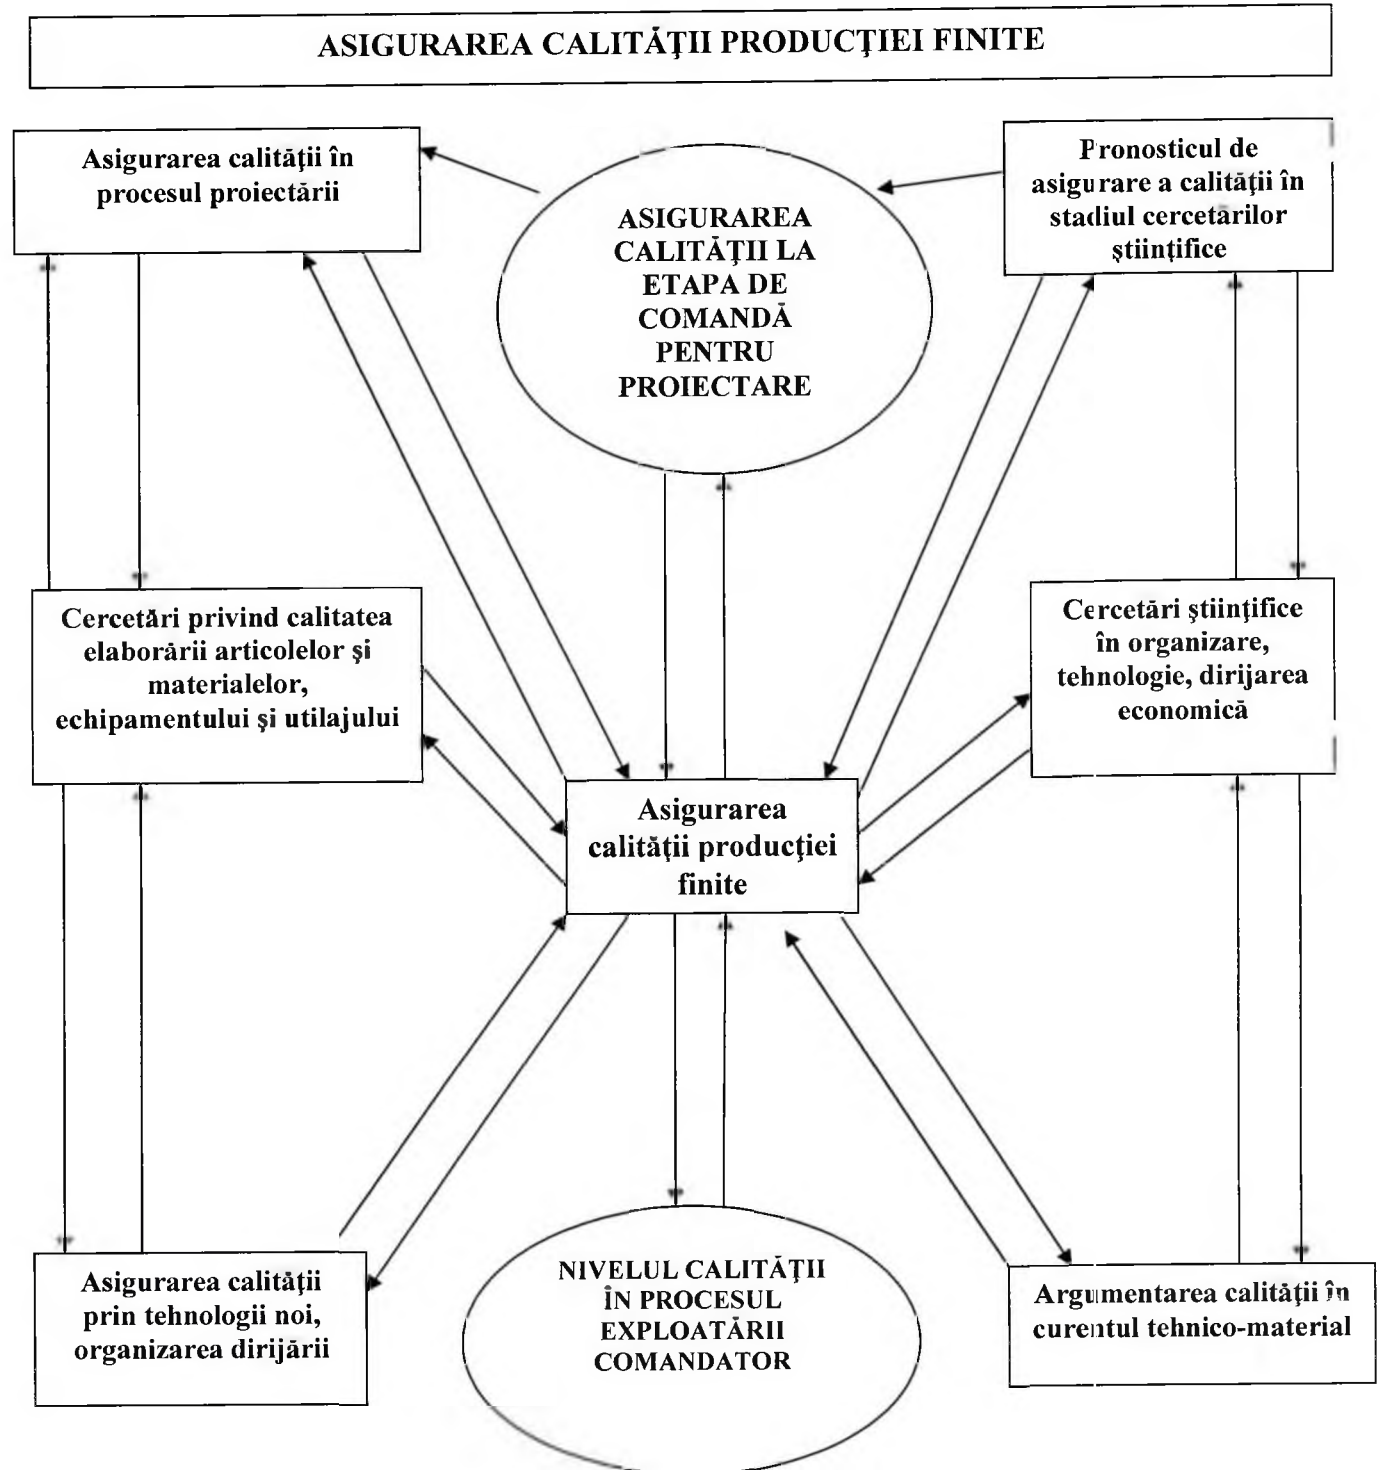 ASIGURAREA CALITĂŢII PRODUCŢIEI FINITE
Asigurarea calităţii în
procesul proiectării
ASIGURAREA
CALITĂŢII LA
ETAPA DE
COMANDĂ
PENTRU
PROIECTARE
Pronosticul de
asigurare a calităţii în
stadiul cercetărilor
ştiinţifice
Cercetări privind calitatea
elaborării articolelor şi
materialelor,
echipamentului şi utilajului
Cercetări ştiinţifice
în organizare,
tehnologie, dirijarea
economică
Asigurarea
calităţii producţiei
finite
Asigurarea calităţii
prin tehnologii noi,
organizarea dirijării
NIVELUL CALITĂŢII
ÎN PROCESUL
EXPLOATĂRII
COMANDATOR
Argumentarea calităţii în
curentul tehnico-material